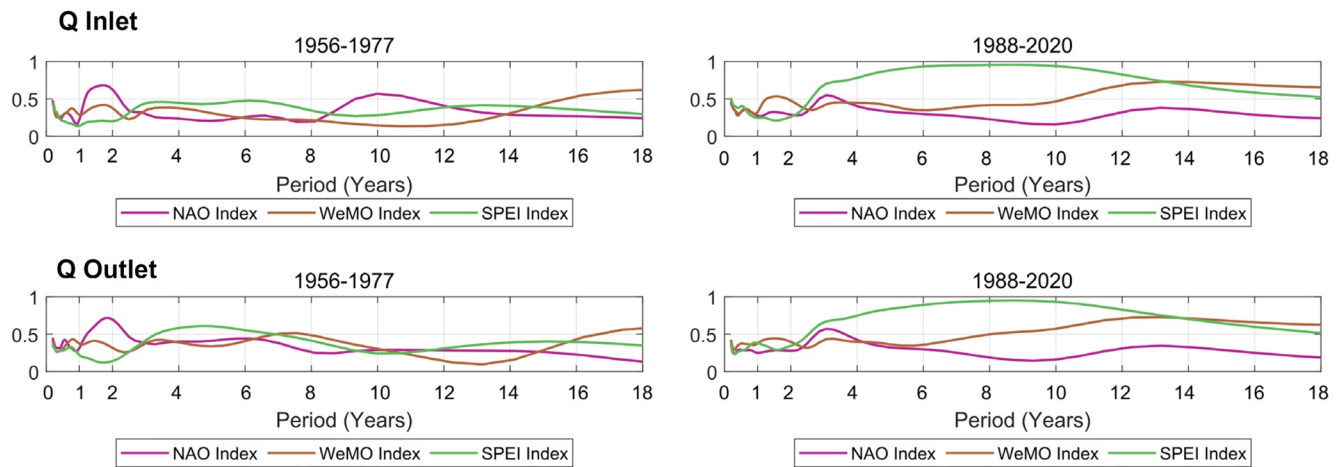 Q Inlet
1956-1977
1
0.5
0
0 1 2 4 6 8 10 12 14 16 18
Period (Years)
NAO Index WeMO Index SPEI Index
1988-2020
1
0.5
0
0 1 2 4 6 8 10 12 14 16 18
Period (Years)
NAO Index WeMO Index SPEI Index
Q Outlet
1956-1977
1
0.5
0
0 1 2 4 6 8 10 12 14 16 18
Period (Years)
NAO Index WeMO Index SPEI Index
1988-2020
1
0.5
0
0 1 2 4 6 8 10 12 14 16 18
Period (Years)
NAO Index WeMO Index SPEI Index